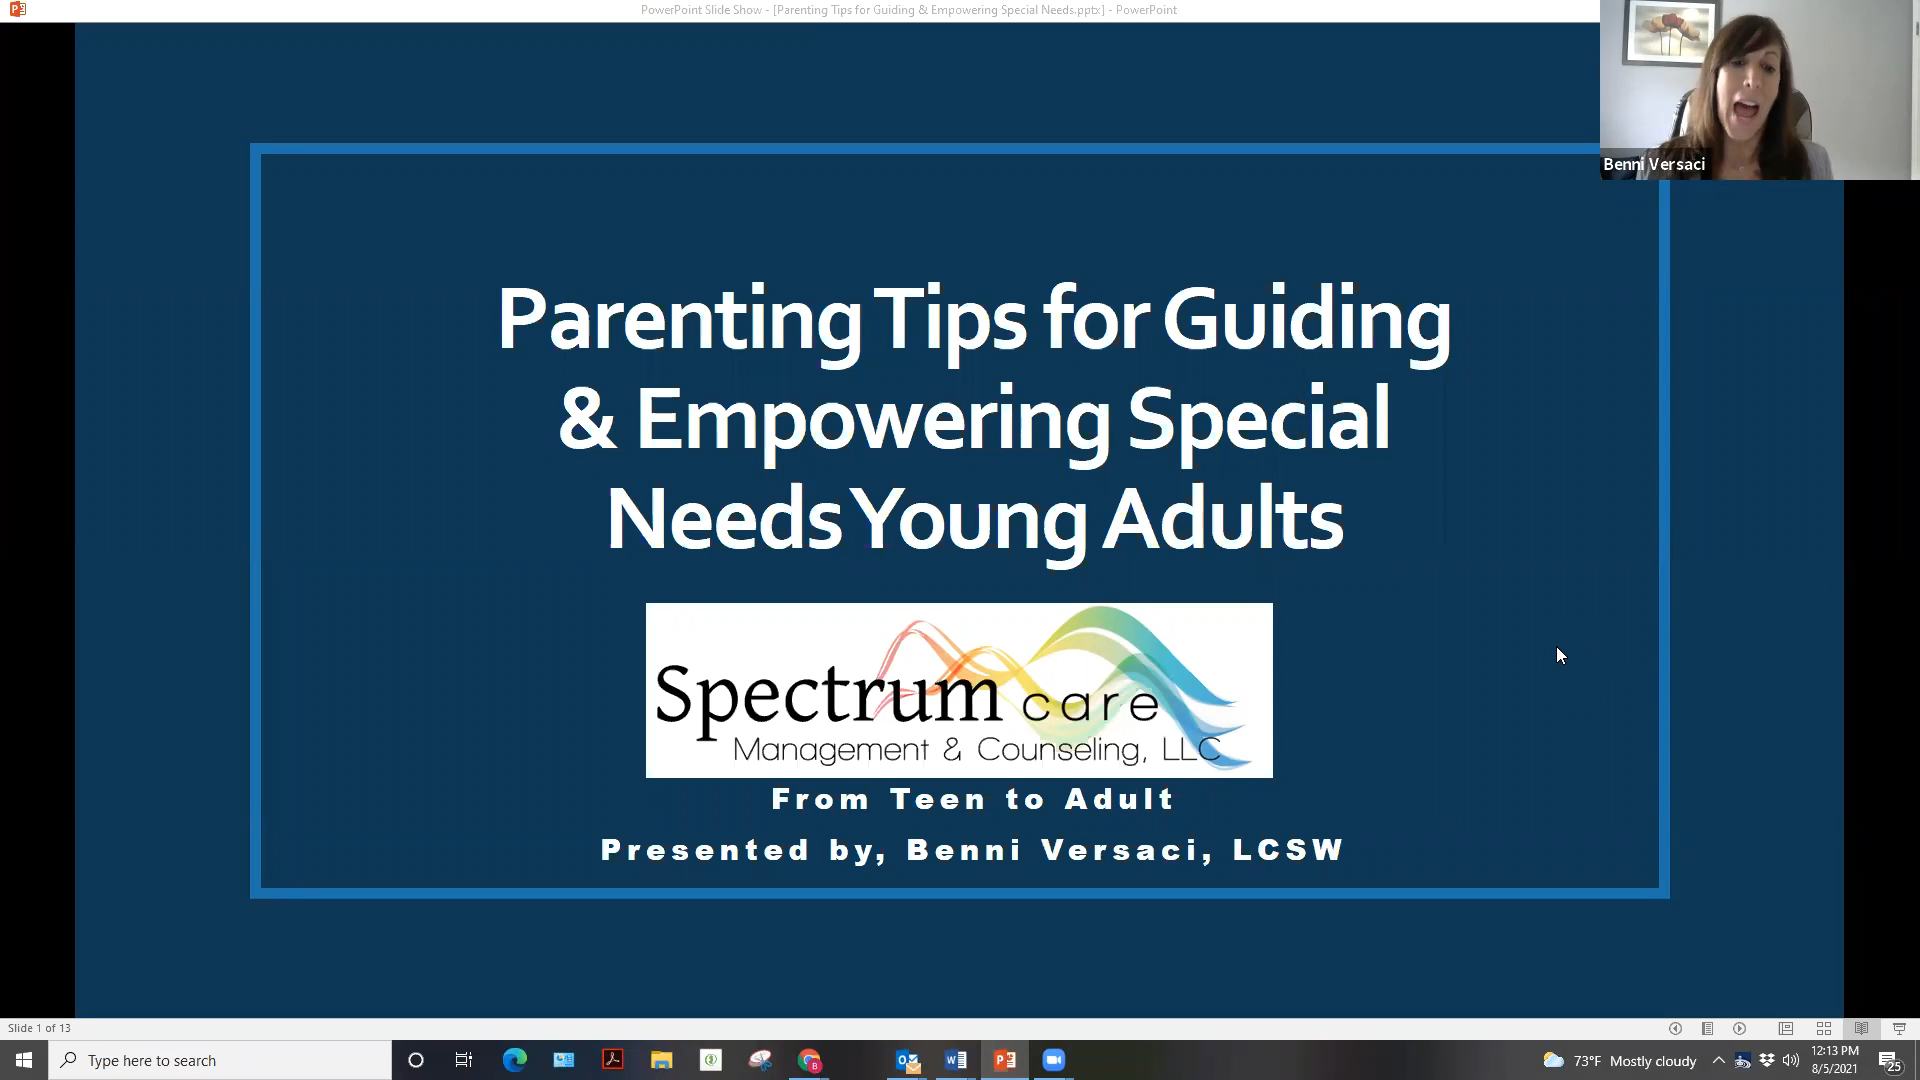 PowerPoint Slide Show - [Parenting Tips for Guiding & Empowering Special Needs.pptx] - PowerPoint
Benni Versaci
Parenting Tips for Guiding
& Empowering Special
Needs Young Adults
Spectrum care
Management & Counseling, LLC
From Teen to Adult
Presented by, Benni Versaci, LCSW
Slide 1 of 13
Type here to search
73°F Mostly cloudy
12:13 PM
8/5/2021
25